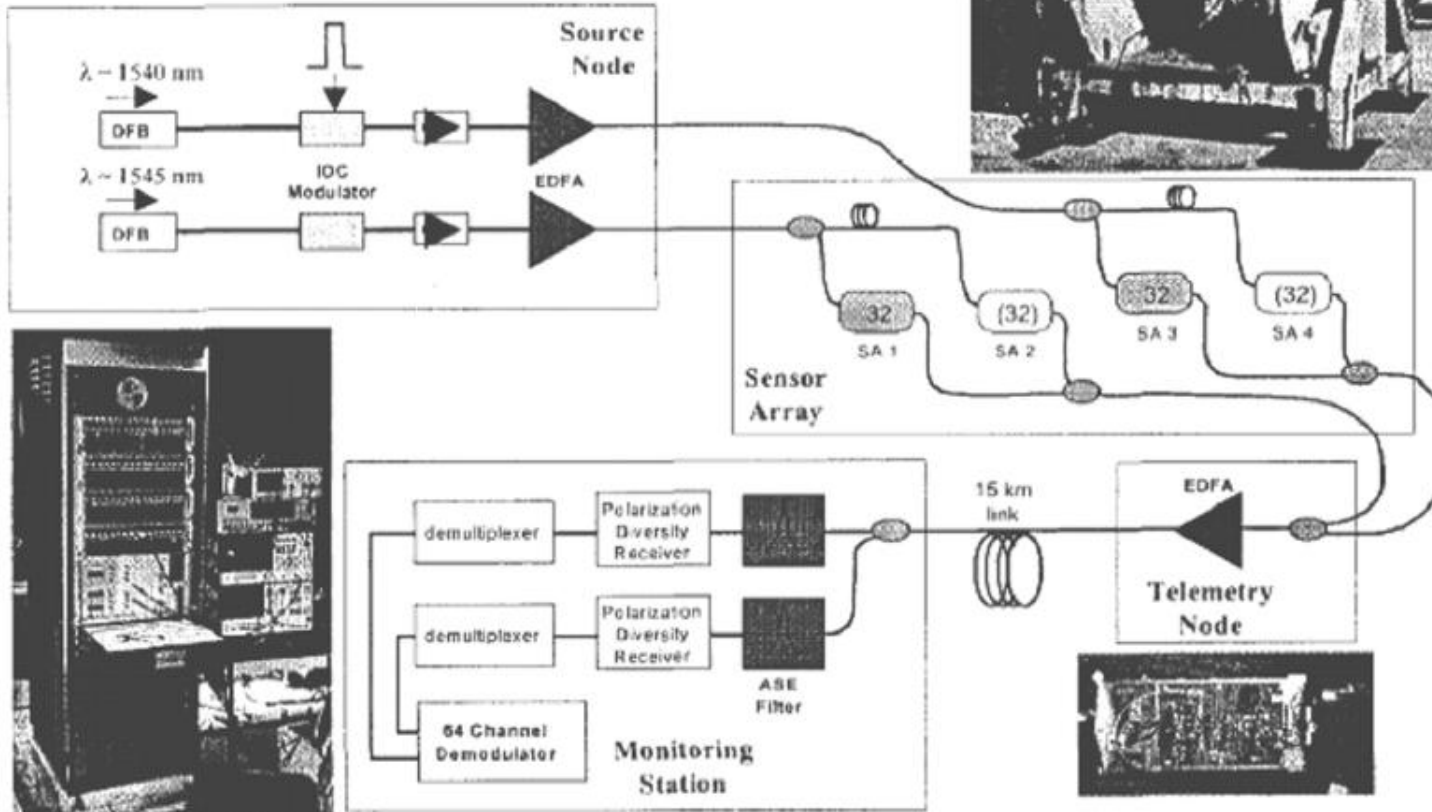 Source
Node
λ ~ 1540 nm
DFB
IOC
Modulator
EDFA
λ ~ 1545 nm
DFB
32
SA 1
(32)
SA 2
32
SA 3
(32)
SA 4
Sensor
Array
EDFA
Telemetry
Node
15 km
link
demultiplexer
Polarization
Diversity
Receiver
demultiplexer
Polarization
Diversity
Receiver
ASE
Filter
64 Channel
Demodulator
Monitoring
Station